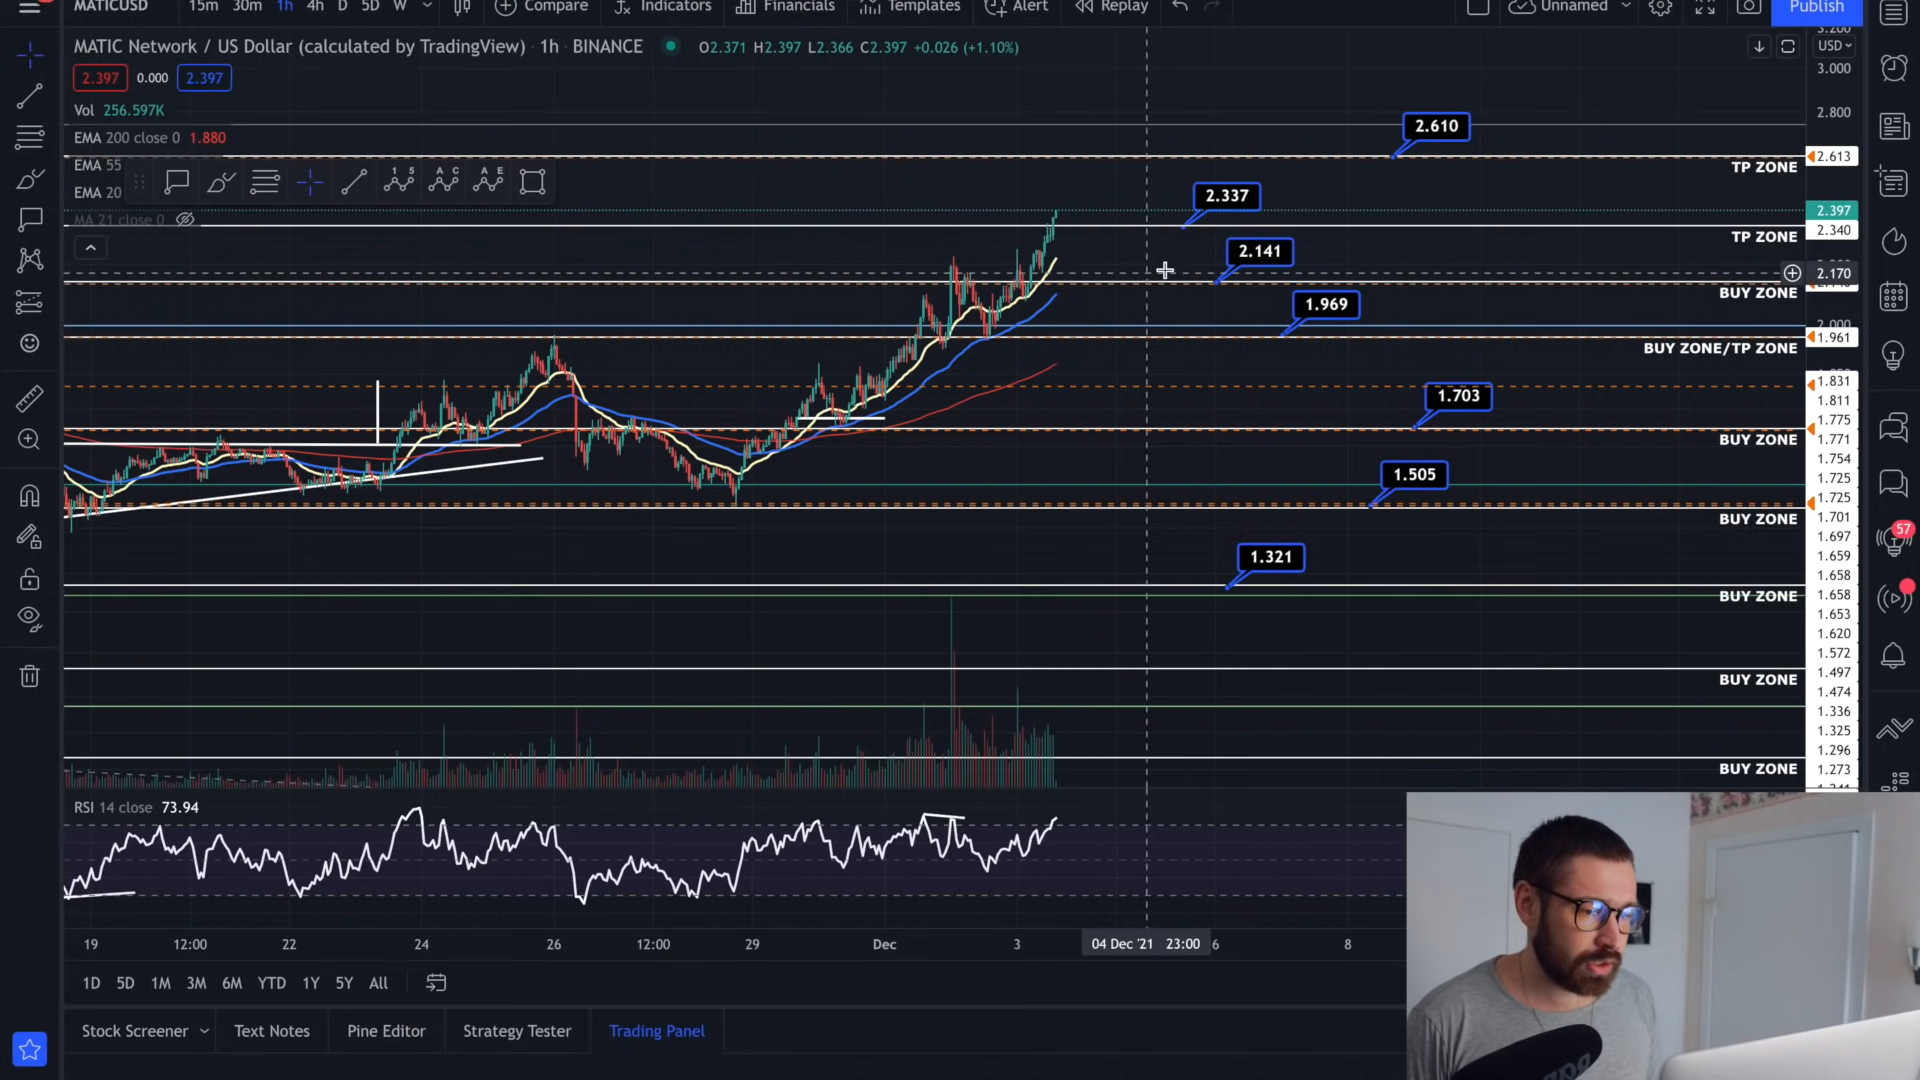 MATICUSD 15m 30m 1h 4h D 5D W Compare Indicators Financials Templates Alert Replay Unnamed Publish
MATIC Network / US Dollar (calculated by TradingView) · 1h · BINANCE O2.371 H2.397 L2.366 C2.397 +0.026 (+1.10%)
USD
2.397 0.000 2.397
Vol 256.597K
EMA 200 close 0 1.880
EMA 55
EMA 20
MA 21 close 0
3.200
3.000
2.800
2.610
2.613
TP ZONE
2.337
2.397
2.340
TP ZONE
2.141
2.170
BUY ZONE
1.969
2.000
1.961
BUY ZONE/TP ZONE
1.703
1.831
1.811
1.775
1.771
BUY ZONE
1.754
1.505
1.725
1.725
1.701
BUY ZONE
1.697
1.321
1.659
1.658
1.658
BUY ZONE
1.653
1.620
1.572
1.497
BUY ZONE
1.474
1.336
1.325
1.296
1.273
BUY ZONE
57
RSI 14 close 73.94
19 12:00 22 24 26 12:00 29 Dec 3 04 Dec '21 23:00 6 8
1D 5D 1M 3M 6M YTD 1Y 5Y All
Stock Screener Text Notes Pine Editor Strategy Tester Trading Panel